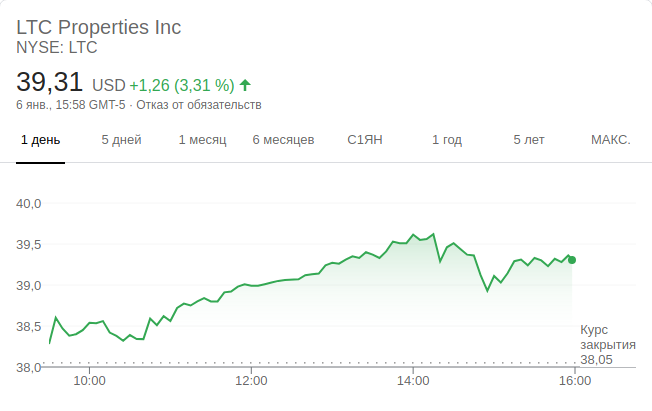 LTC Properties Inc
NYSE: LTC
39,31 USD +1,26 (3,31 %)
6 янв., 15:58 GMT-5 · Отказ от обязательств
1 день 5 дней 1 месяц 6 месяцев С1ЯН 1 год 5 лет МАКС.
40,0
39,5
39,0
38,5
38,0
Курс
закрытия
38,05
10:00 12:00 14:00 16:00